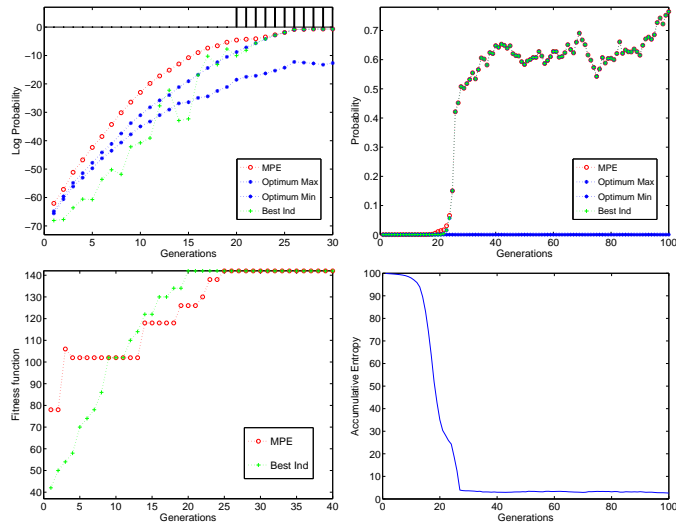 0
−10
−20
−30
−40
−50
−60
−70
0 5 10 15 20 25 30
Log Probability
Generations
MPE
Optimum Max
Optimum Min
Best Ind
0.6
0.5
0.4
0.3
0.2
0.1
0
0 20 40 60 80 100
Probability
Generations
MPE
Optimum Max
Optimum Min
Best Ind
140
130
120
110
100
90
80
70
60
50
40
0 5 10 15 20 25 30 35 40
Fitness function
Generations
MPE
Best Ind
100
90
80
70
60
50
40
30
20
10
0
0 20 40 60 80 100
Accumulative Entropy
Generations